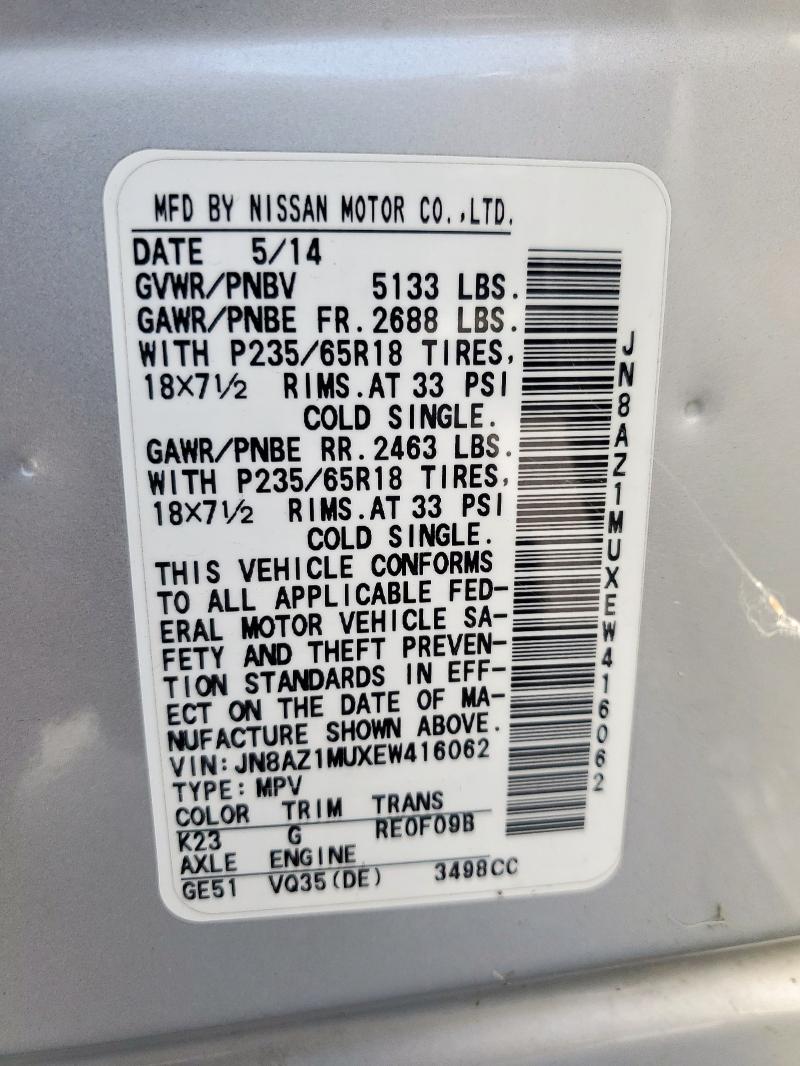 MFD BY NISSAN MOTOR CO.,LTD.
DATE 5/14
GVWR/PNBV 5133 LBS.
GAWR/PNBE FR.2688 LBS.
WITH P235/65R18 TIRES,
18X7½ RIMS.AT 33 PSI
COLD SINGLE.
GAWR/PNBE RR.2463 LBS.
WITH P235/65R18 TIRES,
18X7½ RIMS.AT 33 PSI
COLD SINGLE.
THIS VEHICLE CONFORMS
TO ALL APPLICABLE FED-
ERAL MOTOR VEHICLE SA-
FETY AND THEFT PREVEN-
TION STANDARDS IN EFF-
ECT ON THE DATE OF MA-
NUFACTURE SHOWN ABOVE.
VIN:JN8AZ1MUXEW416062
TYPE:MPV
COLOR TRIM TRANS
K23 G RE0F09B
AXLE ENGINE
GE51 VQ35(DE) 3498CC
JN8AZ1MUXEW416062